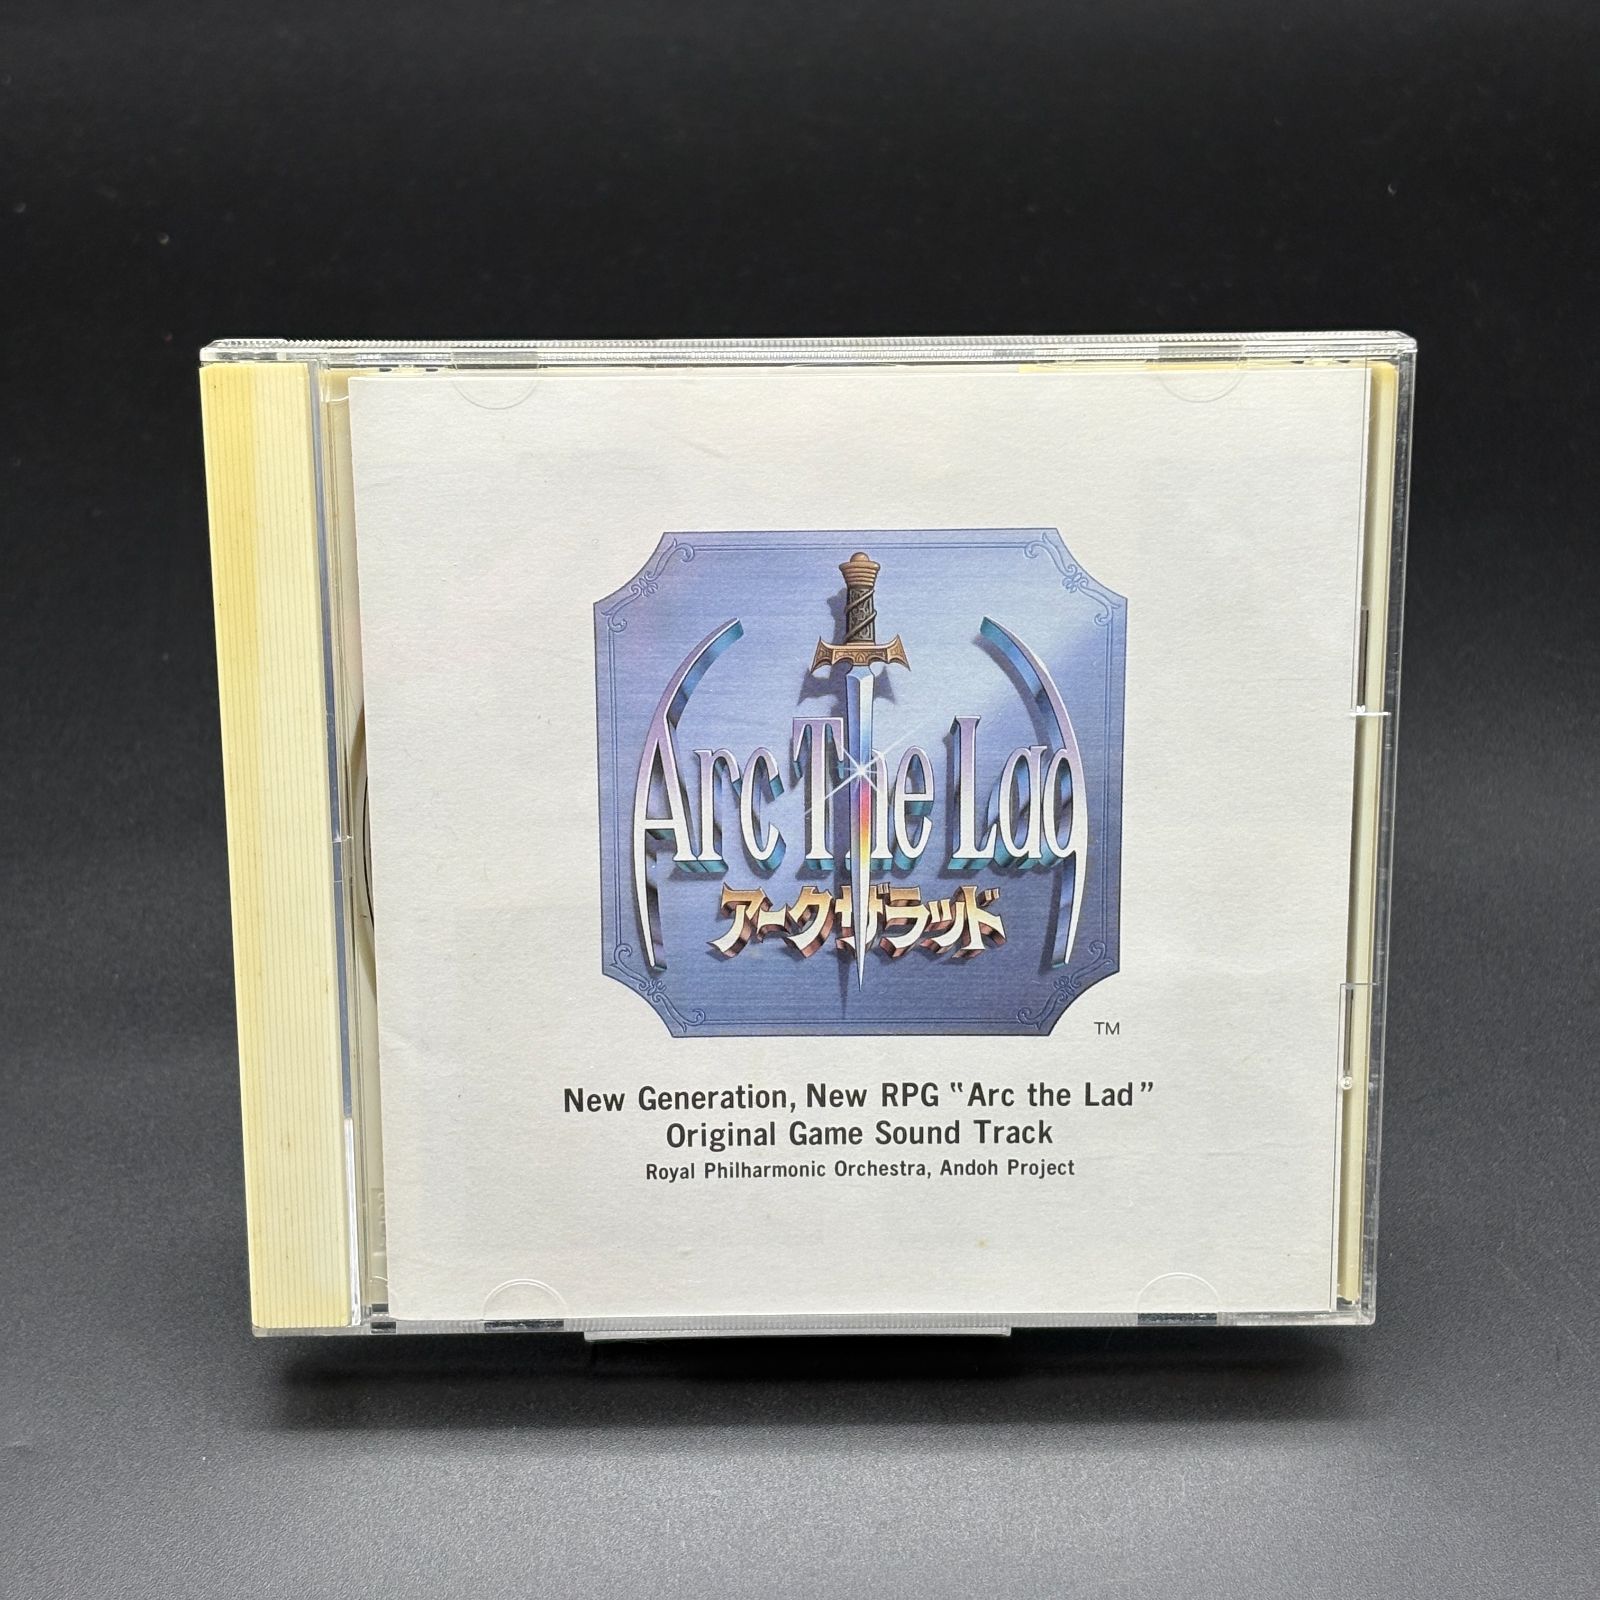 Arc The Lad
アークザラッド
TM
New Generation, New RPG “Arc the Lad”
Original Game Sound Track
Royal Philharmonic Orchestra, Andoh Project